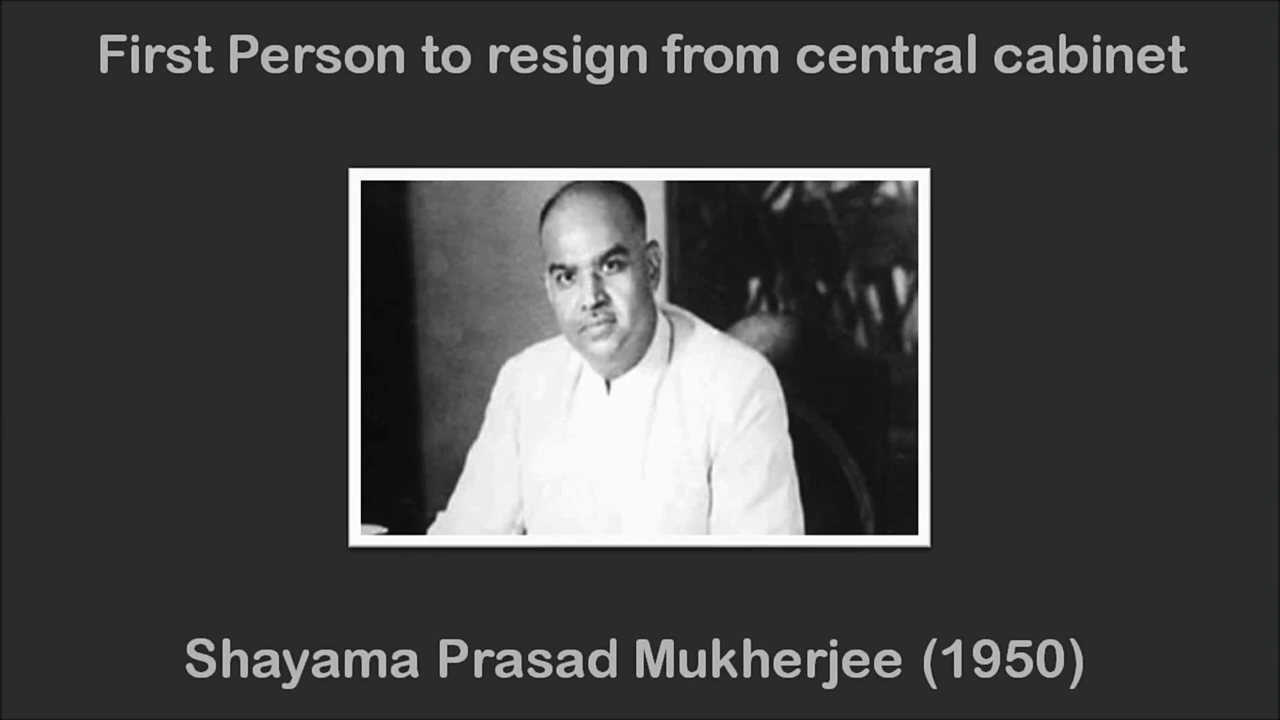 First Person to resign from central cabinet
Shayama Prasad Mukherjee (1950)